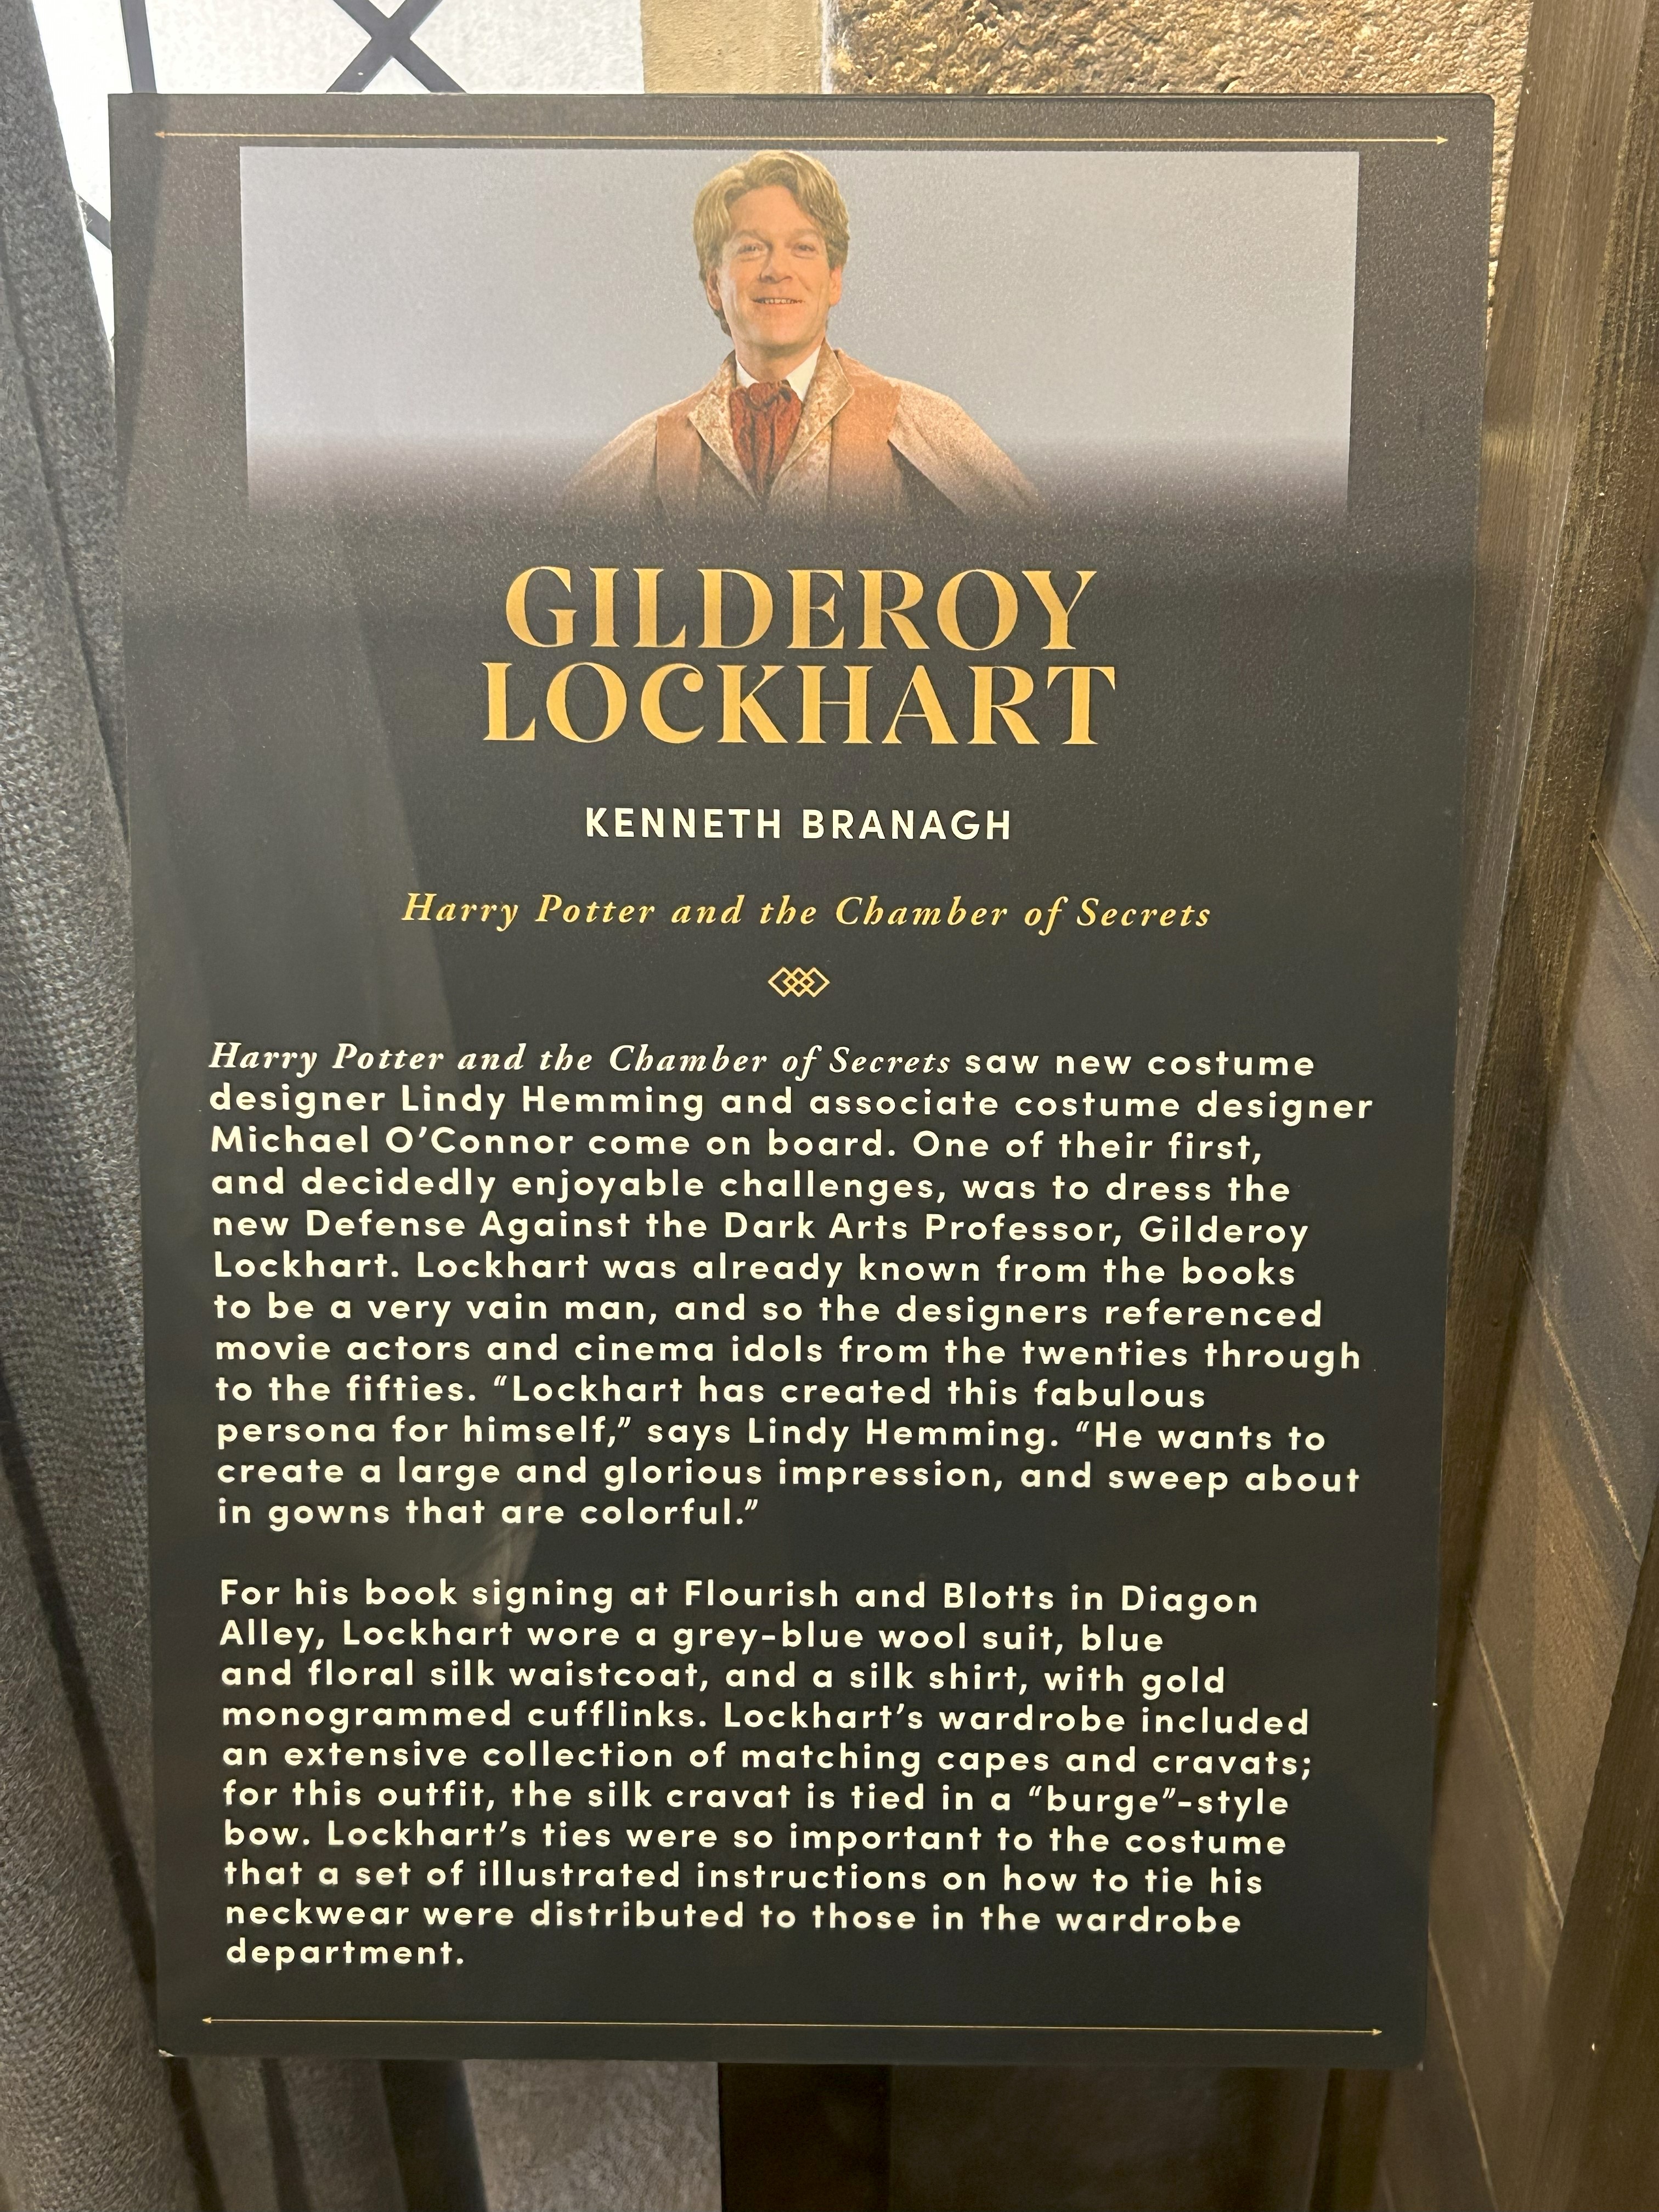 GILDEROY
LOCKHART
KENNETH BRANAGH
Harry Potter and the Chamber of Secrets
Harry Potter and the Chamber of Secrets saw new costume
designer Lindy Hemming and associate costume designer
Michael O’Connor come on board. One of their first,
and decidedly enjoyable challenges, was to dress the
new Defense Against the Dark Arts Professor, Gilderoy
Lockhart. Lockhart was already known from the books
to be a very vain man, and so the designers referenced
movie actors and cinema idols from the twenties through
to the fifties. “Lockhart has created this fabulous
persona for himself,” says Lindy Hemming. “He wants to
create a large and glorious impression, and sweep about
in gowns that are colorful.”
For his book signing at Flourish and Blotts in Diagon
Alley, Lockhart wore a grey-blue wool suit, blue
and floral silk waistcoat, and a silk shirt, with gold
monogrammed cufflinks. Lockhart’s wardrobe included
an extensive collection of matching capes and cravats;
for this outfit, the silk cravat is tied in a “burge”-style
bow. Lockhart’s ties were so important to the costume
that a set of illustrated instructions on how to tie his
neckwear were distributed to those in the wardrobe
department.